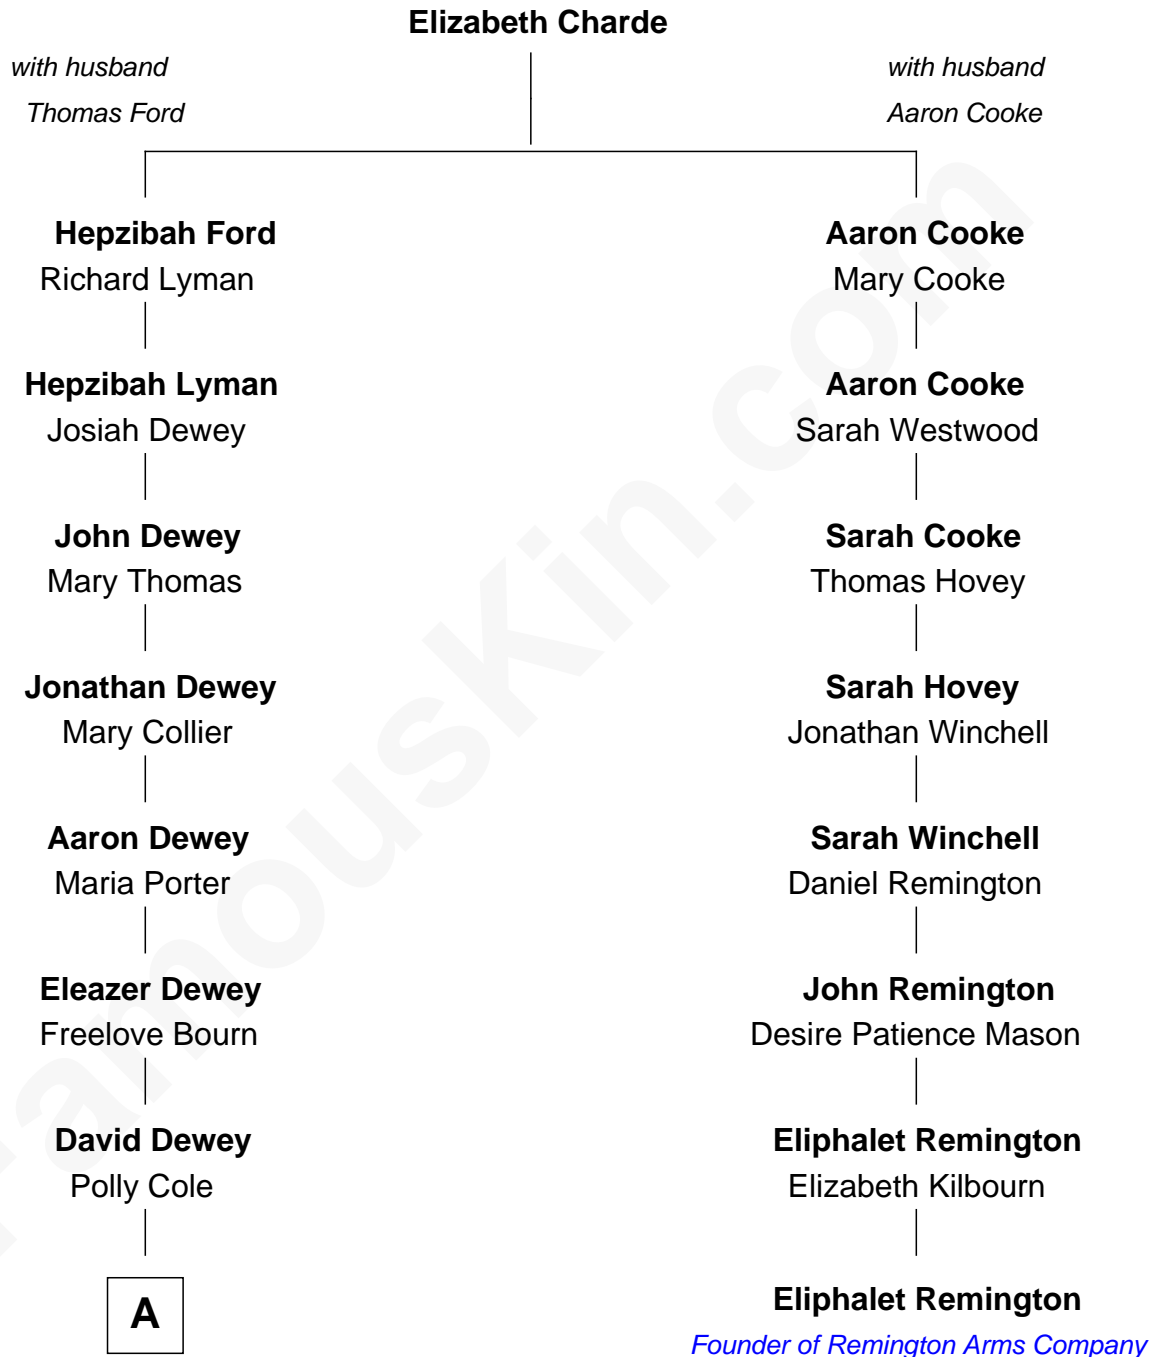 Elizabeth Charde
with husband
Thomas Ford
with husband
Aaron Cooke
Hepzibah Ford
Richard Lyman
Aaron Cooke
Mary Cooke
Hepzibah Lyman
Josiah Dewey
Aaron Cooke
Sarah Westwood
John Dewey
Mary Thomas
Sarah Cooke
Thomas Hovey
Jonathan Dewey
Mary Collier
Sarah Hovey
Jonathan Winchell
Aaron Dewey
Maria Porter
Sarah Winchell
Daniel Remington
Eleazer Dewey
Freelove Bourn
John Remington
Desire Patience Mason
David Dewey
Polly Cole
Eliphalet Remington
Elizabeth Kilbourn
A
Eliphalet Remington
Founder of Remington Arms Company
FamousKin.com